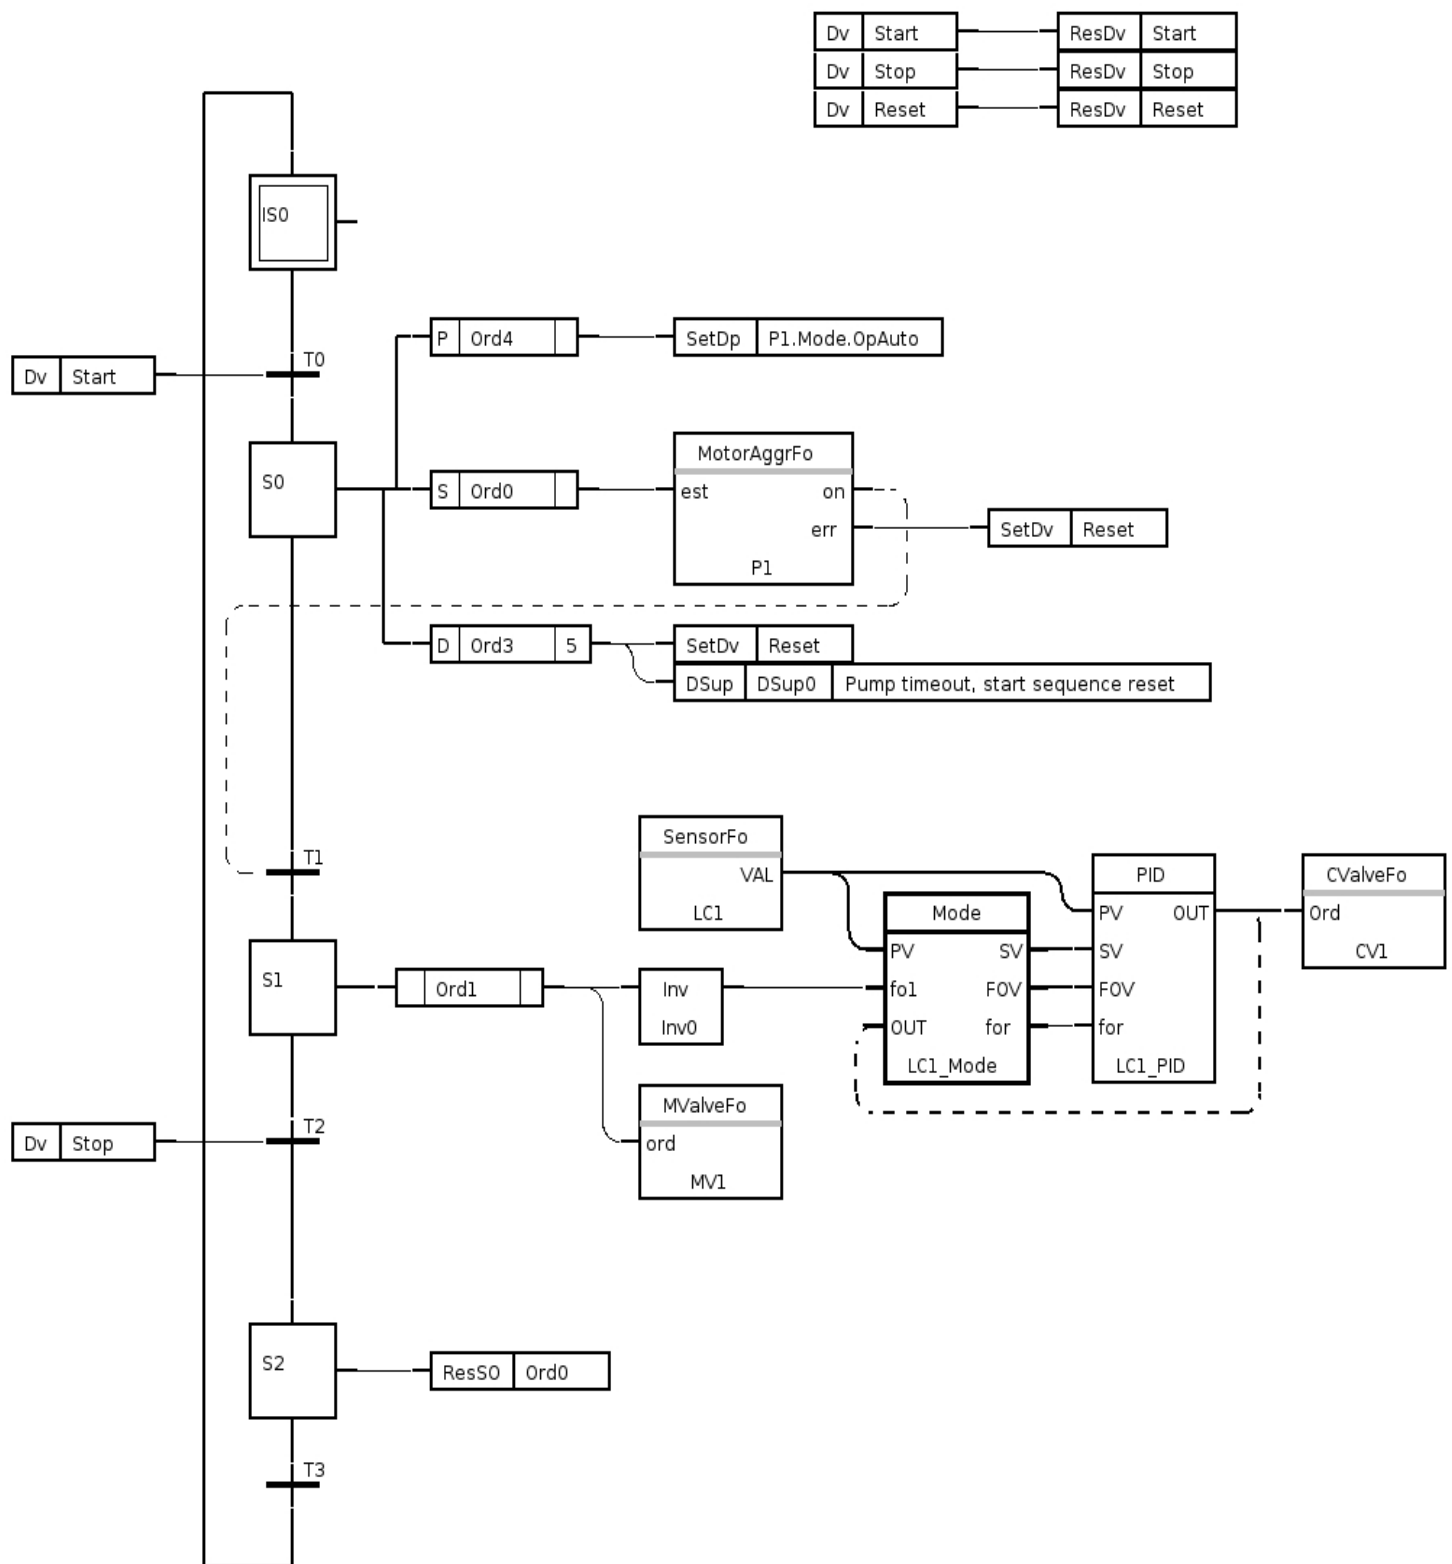 Dv Start ResDv Start
Dv Stop ResDv Stop
Dv Reset ResDv Reset
IS0
P Ord4 SetDp P1.Mode.OpAuto
T0
Dv Start
MotorAggrFo
S0
S Ord0
est on
err
P1
SetDv Reset
D Ord3 5
SetDv Reset
DSup DSup0 Pump timeout, start sequence reset
T1
SensorFo
VAL
LC1
PID
PV OUT
SV
FOV
for
LC1_PID
CValveFo
Ord
CV1
Mode
PV SV
fo1 FOV
OUT for
LC1_Mode
S1
Ord1
Inv
Inv0
MValveFo
ord
MV1
T2
Dv Stop
S2
ResSO Ord0
T3